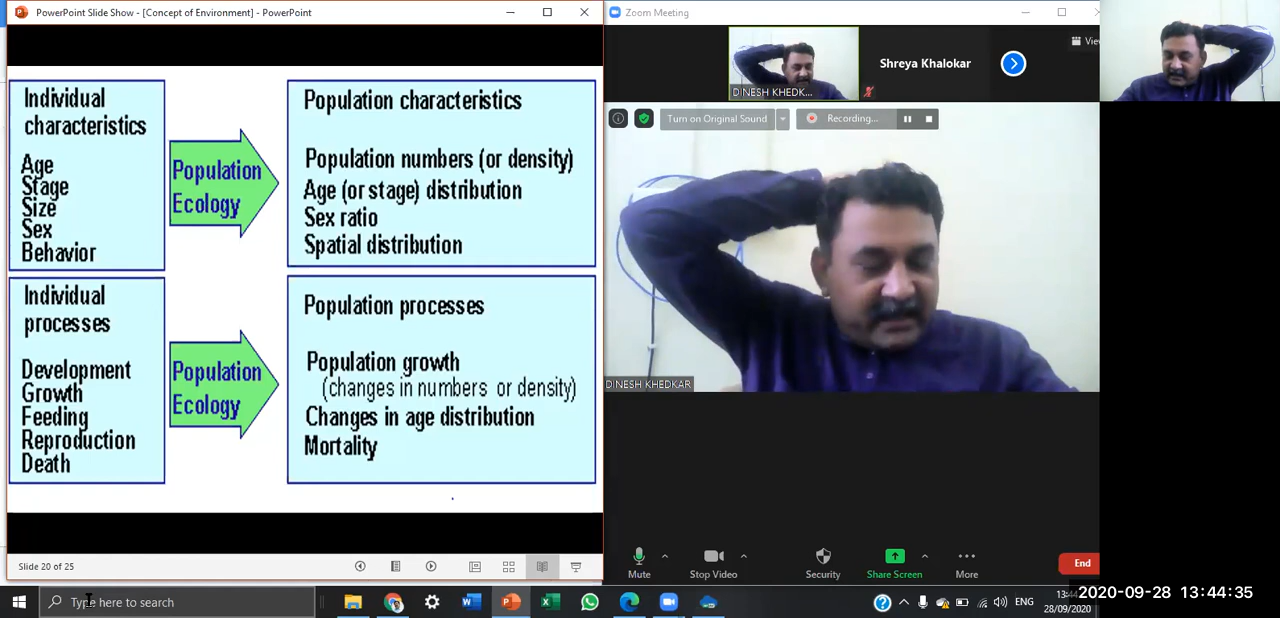 PowerPoint Slide Show - [Concept of Environment] - PowerPoint
Individual
characteristics
Age
Stage
Size
Sex
Behavior
Population
Ecology
Population characteristics
Population numbers (or density)
Age (or stage) distribution
Sex ratio
Spatial distribution
Individual
processes
Development
Growth
Feeding
Reproduction
Death
Population
Ecology
Population processes
Population growth
(changes in numbers or density)
Changes in age distribution
Mortality
Slide 20 of 25
Zoom Meeting
DINESH KHEDK...
Shreya Khalokar
Turn on Original Sound
Recording...
DINESH KHEDKAR
Mute
Stop Video
Security
Share Screen
More
End
Type here to search
ENG
28/09/2020
2020-09-28 13:44:35